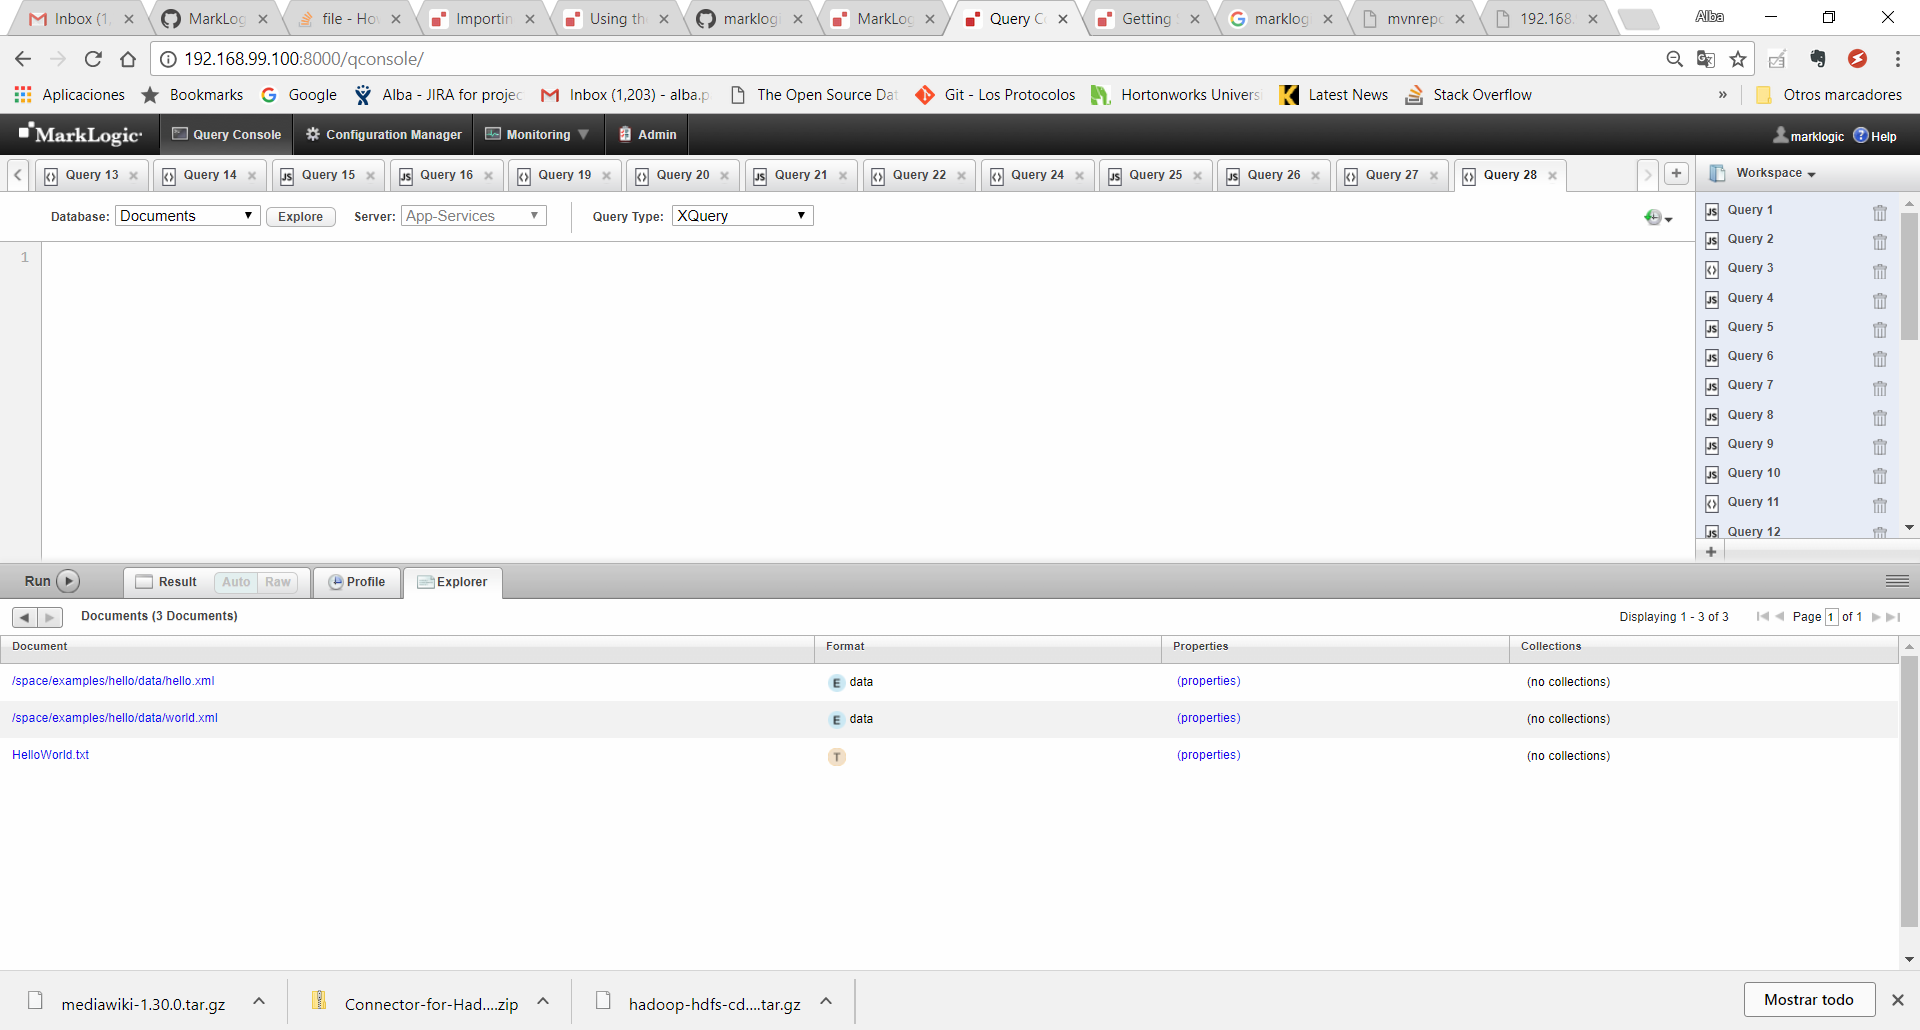 Inbox (1,
MarkLog
file - Ho
Importin
Using th
marklog
MarkLog
Query C
Getting
marklog
mvnrep
192.168.
Alba
192.168.99.100:8000/qconsole/
Aplicaciones
Bookmarks
Google
Alba - JIRA for projec
Inbox (1,203) - alba.p
The Open Source Da
Git - Los Protocolos
Hortonworks Univers
Latest News
Stack Overflow
»
Otros marcadores
MarkLogic
Query Console
Configuration Manager
Monitoring
Admin
marklogic
Help
Query 13
Query 14
Query 15
Query 16
Query 19
Query 20
Query 21
Query 22
Query 24
Query 25
Query 26
Query 27
Query 28
Workspace
Database: Documents
Explore
Server: App-Services
Query Type: XQuery
1
Query 1
Query 2
Query 3
Query 4
Query 5
Query 6
Query 7
Query 8
Query 9
Query 10
Query 11
Query 12
Run
Result
Auto
Raw
Profile
Explorer
Documents (3 Documents)
Displaying 1 - 3 of 3
Page 1 of 1
Document
Format
Properties
Collections
/space/examples/hello/data/hello.xml
E data
(properties)
(no collections)
/space/examples/hello/data/world.xml
E data
(properties)
(no collections)
HelloWorld.txt
T
(properties)
(no collections)
mediawiki-1.30.0.tar.gz
Connector-for-Had....zip
hadoop-hdfs-cd....tar.gz
Mostrar todo